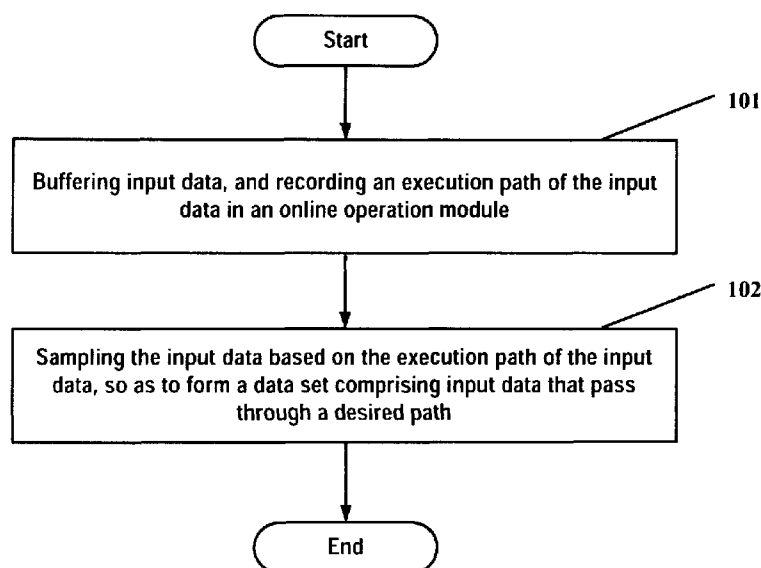 Start
101
Buffering input data, and recording an execution path of the input
data in an online operation module
102
Sampling the input data based on the execution path of the input
data, so as to form a data set comprising input data that pass
through a desired path
End